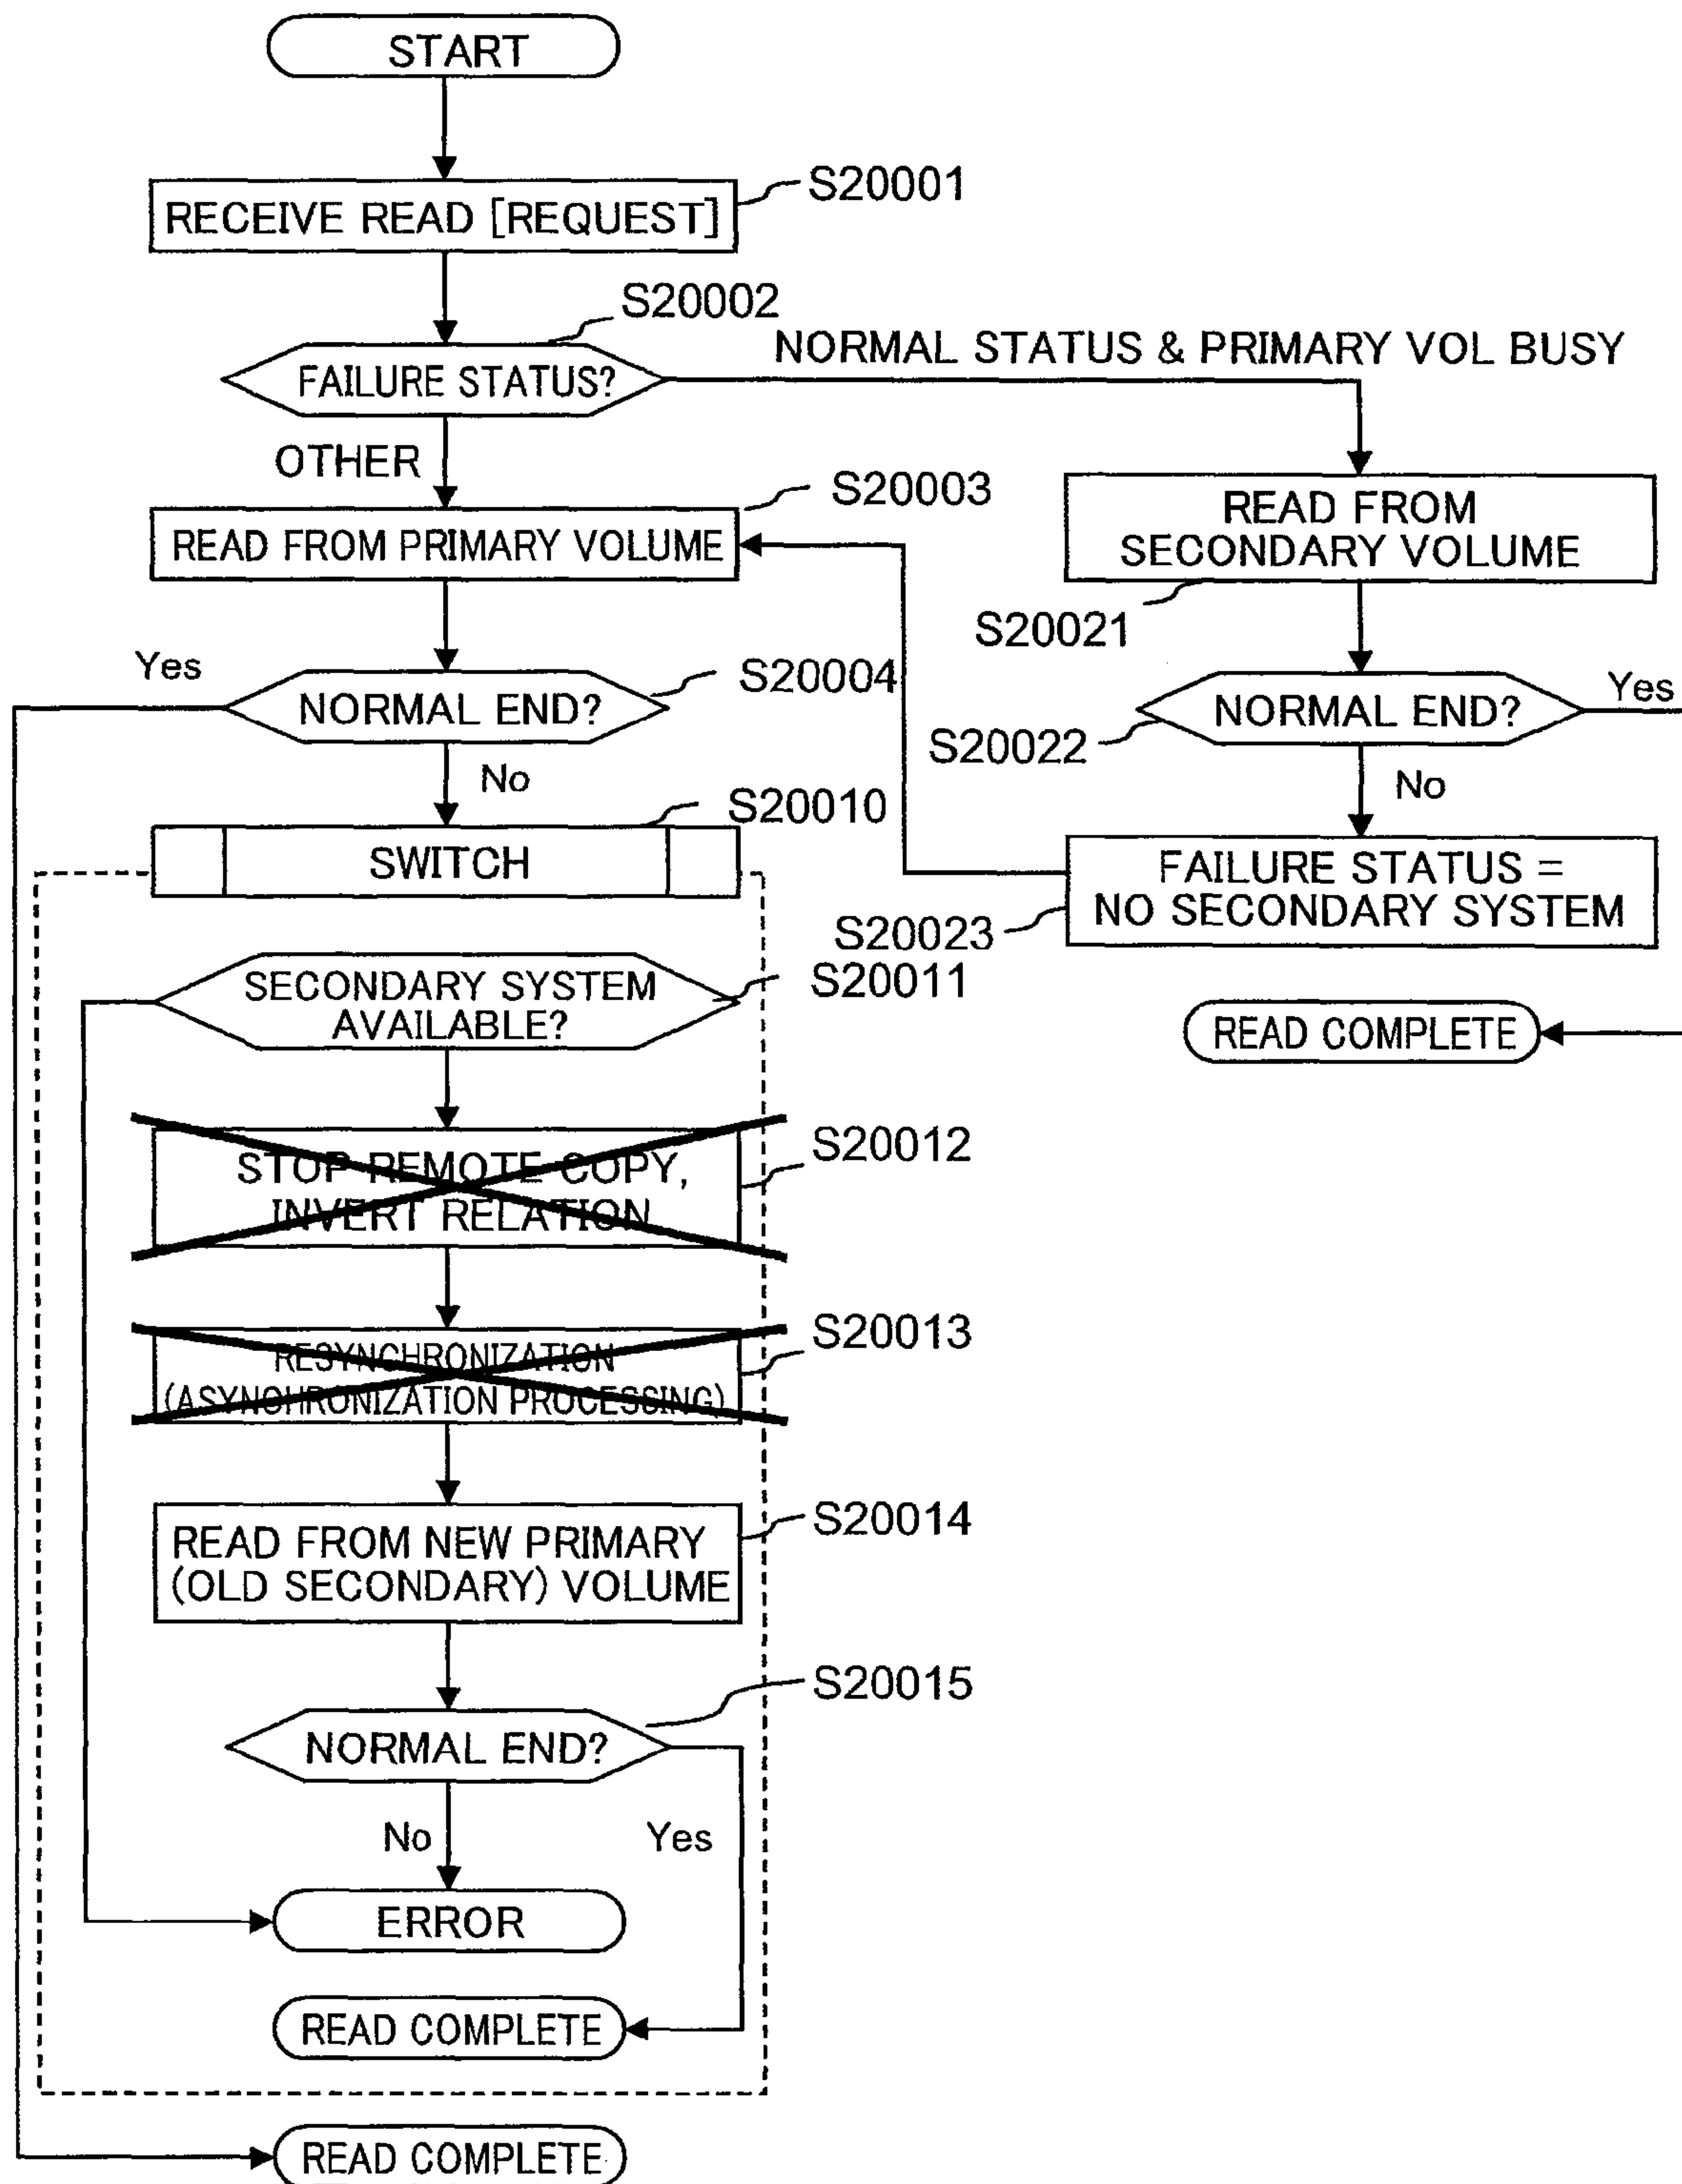 START
S20001
RECEIVE READ [REQUEST]
S20002
NORMAL STATUS & PRIMARY VOL BUSY
FAILURE STATUS?
OTHER
S20003
READ FROM PRIMARY VOLUME
READ FROM
SECONDARY VOLUME
S20021
Yes
S20004
NORMAL END?
Yes
NORMAL END?
S20022
No
No
S20010
SWITCH
FAILURE STATUS =
NO SECONDARY SYSTEM
S20023
SECONDARY SYSTEM
AVAILABLE?
S20011
READ COMPLETE
S20012
STOP REMOTE COPY,
INVERT RELATION
S20013
RESYNCHRONIZATION
(ASYNCHRONIZATION PROCESSING)
S20014
READ FROM NEW PRIMARY
(OLD SECONDARY) VOLUME
S20015
NORMAL END?
No
Yes
ERROR
READ COMPLETE
READ COMPLETE